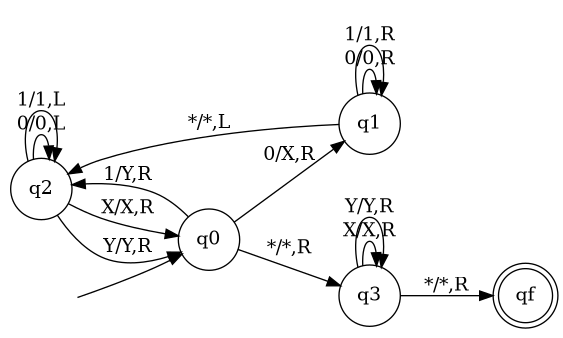 1/1,R
0/0,R
1/1,L
0/0,L
*/*,L
q1
0/X,R
1/Y,R
q2
X/X,R
Y/Y,R
q0
Y/Y,R
X/X,R
*/*,R
q3
*/*,R
qf